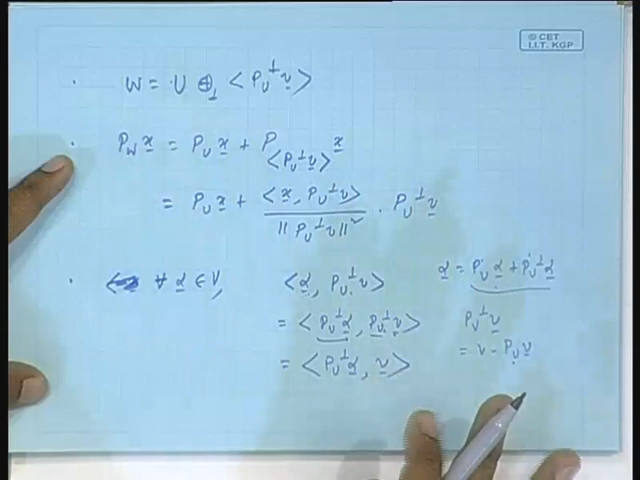 © CET
I.I.T. KGP
· W = U ⊕⊥ < P_U^⊥ v >
· P_W x = P_U x + P_{<P_U^⊥ v>} x
= P_U x + <x, P_U^⊥ v> / ||P_U^⊥ v||² · P_U^⊥ v
· ∀ α ∈ V, <α, P_U^⊥ v> α = P_U α + P_U^⊥ α
= <P_U^⊥ α, P_U^⊥ v> P_U^⊥ v
= <P_U^⊥ α, v> = v - P_U v